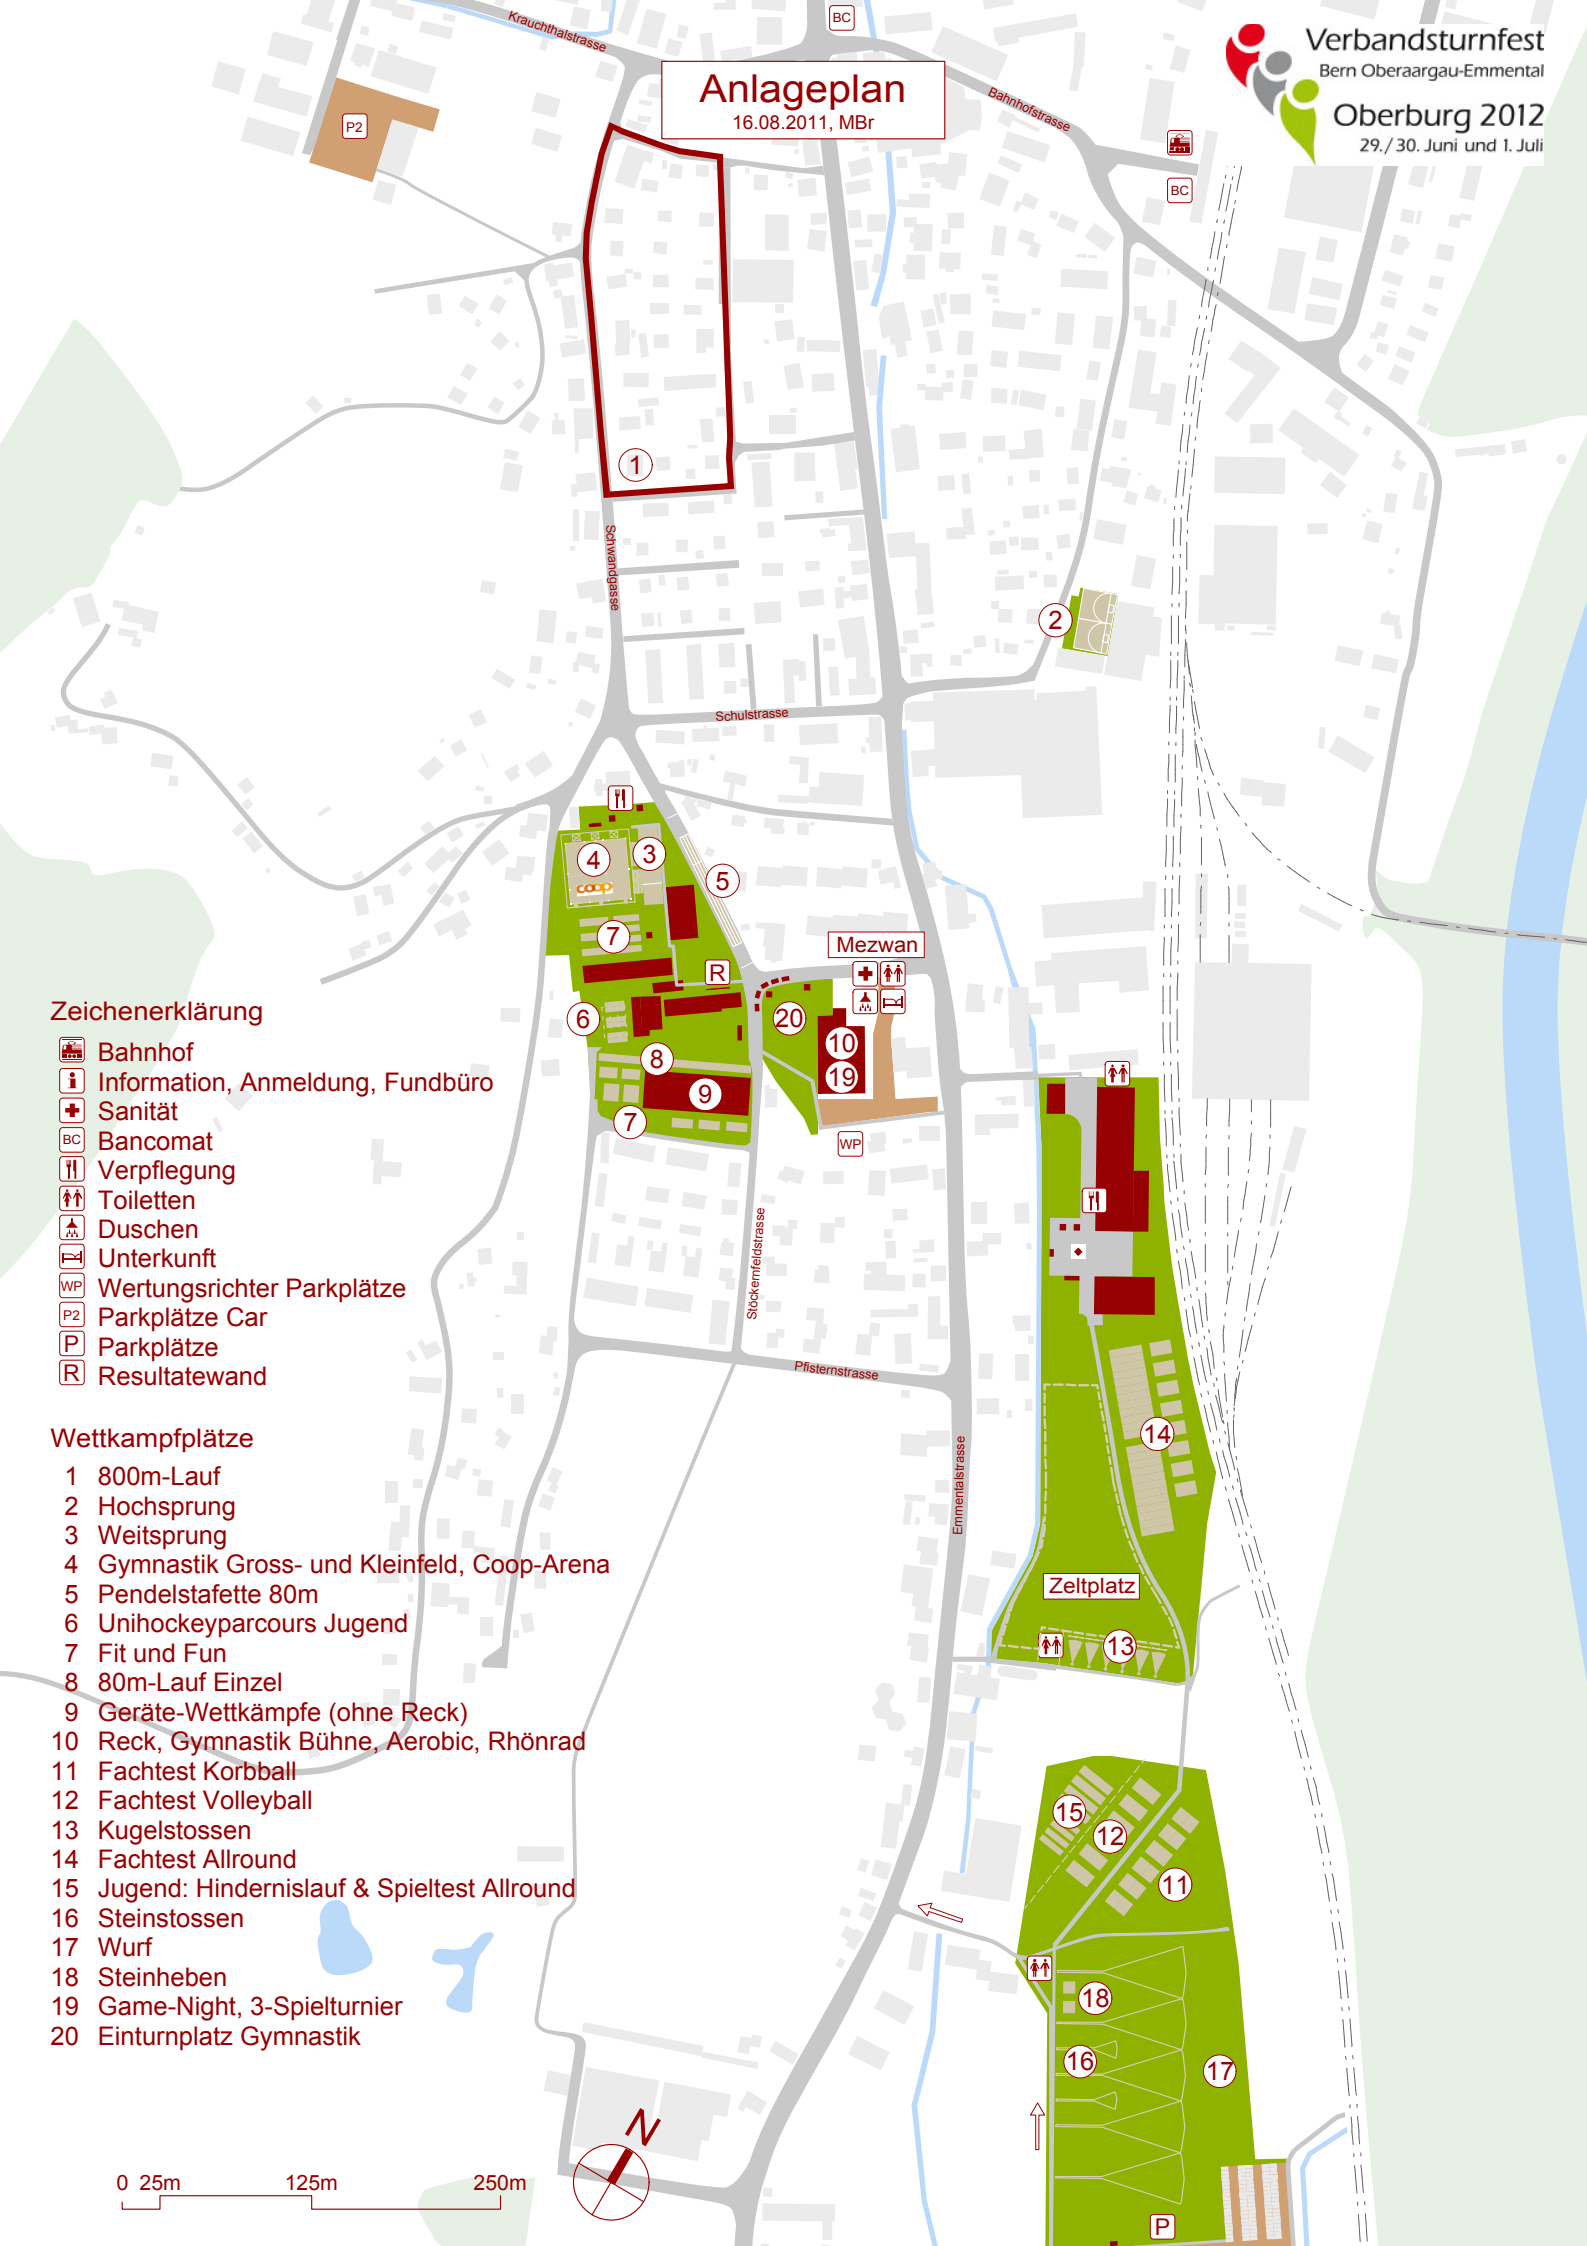 Krauchthalstrasse
BC
Anlageplan
16.08.2011, MBr
Bahnhofstrasse
Verbandsturnfest
Bern Oberaargau-Emmental
Oberburg 2012
29./30. Juni und 1. Juli
P2
BC
1
Schwandgasse
2
Schulstrasse
4
3
coop
5
7
Mezwan
R
6
20
10
8
19
9
7
WP
Stöckernfeldstrasse
Pfisternstrasse
Emmentalstrasse
14
Zeltplatz
13
15
12
11
18
16
17
P
Zeichenerklärung
Bahnhof
i Information, Anmeldung, Fundbüro
Sanität
BC Bancomat
Verpflegung
Toiletten
Duschen
Unterkunft
WP Wertungsrichter Parkplätze
P2 Parkplätze Car
P Parkplätze
R Resultatewand
Wettkampfplätze
1 800m-Lauf
2 Hochsprung
3 Weitsprung
4 Gymnastik Gross- und Kleinfeld, Coop-Arena
5 Pendelstafette 80m
6 Unihockeyparcours Jugend
7 Fit und Fun
8 80m-Lauf Einzel
9 Geräte-Wettkämpfe (ohne Reck)
10 Reck, Gymnastik Bühne, Aerobic, Rhönrad
11 Fachtest Korbball
12 Fachtest Volleyball
13 Kugelstossen
14 Fachtest Allround
15 Jugend: Hindernislauf & Spieltest Allround
16 Steinstossen
17 Wurf
18 Steinheben
19 Game-Night, 3-Spielturnier
20 Einturnplatz Gymnastik
N
0 25m 125m 250m